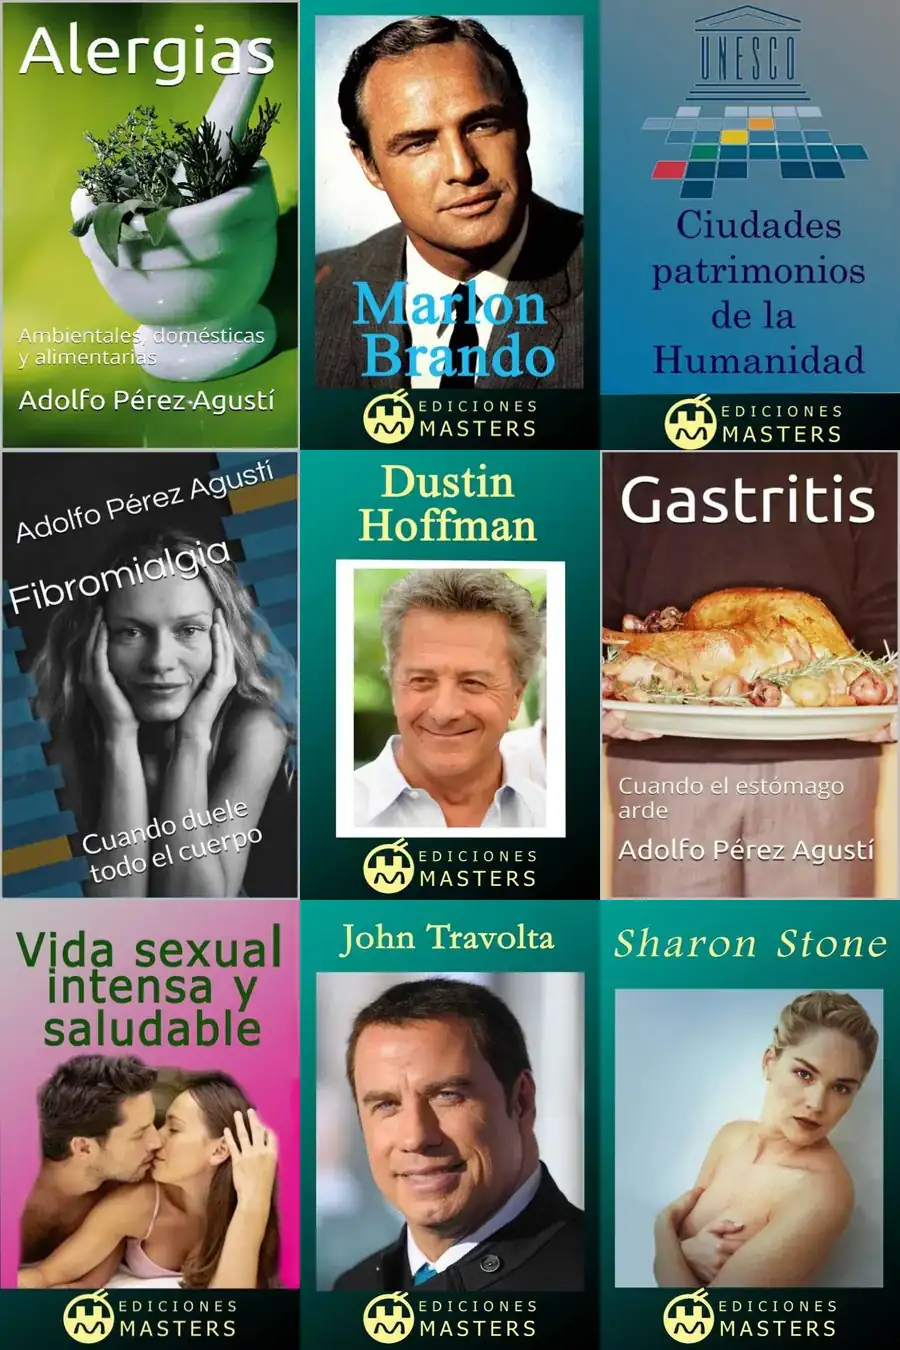 Alergias
Ambientales, domésticas
y alimentarias
Adolfo Pérez Agustí
Marlon
Brando
EDICIONES
MASTERS
UNESCO
Ciudades
patrimonios
de la
Humanidad
EDICIONES
MASTERS
Adolfo Pérez Agustí
Fibromialgia
Cuando duele
todo el cuerpo
Dustin
Hoffman
EDICIONES
MASTERS
Gastritis
Cuando el estómago
arde
Adolfo Pérez Agustí
Vida sexual
intensa y
saludable
EDICIONES
MASTERS
John Travolta
EDICIONES
MASTERS
Sharon Stone
EDICIONES
MASTERS